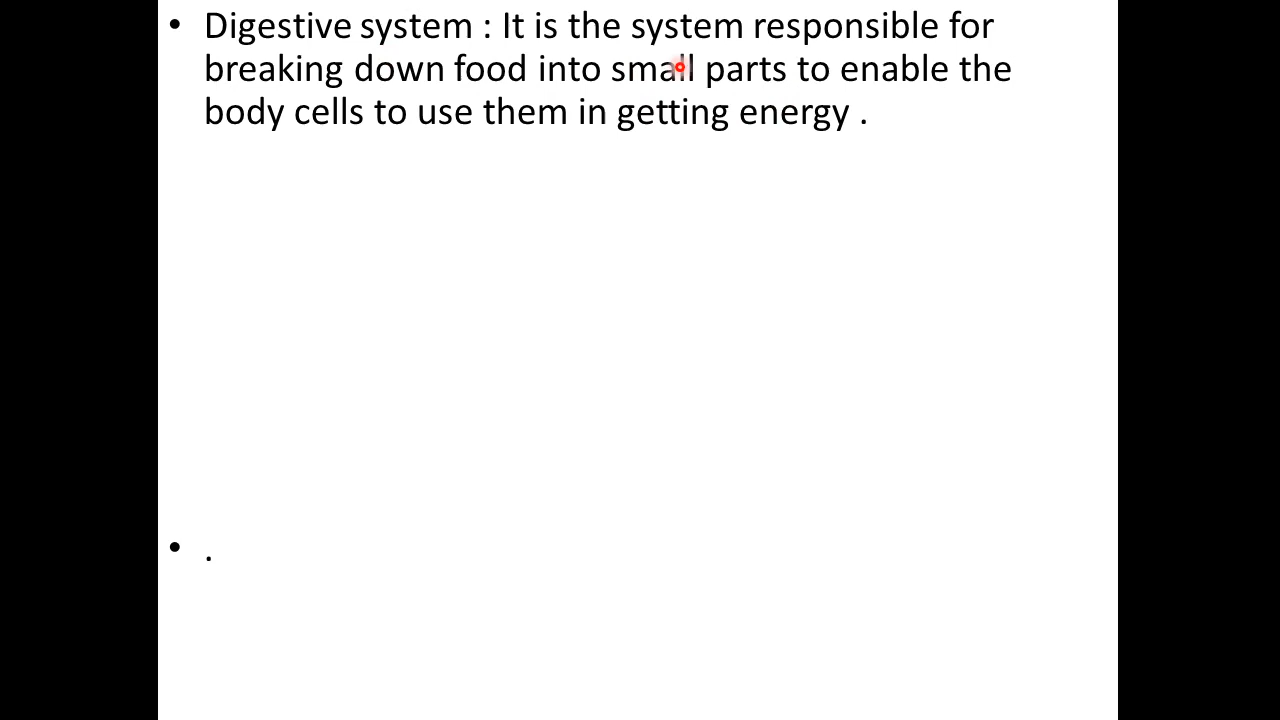 • Digestive system : It is the system responsible for
breaking down food into small parts to enable the
body cells to use them in getting energy .
• .